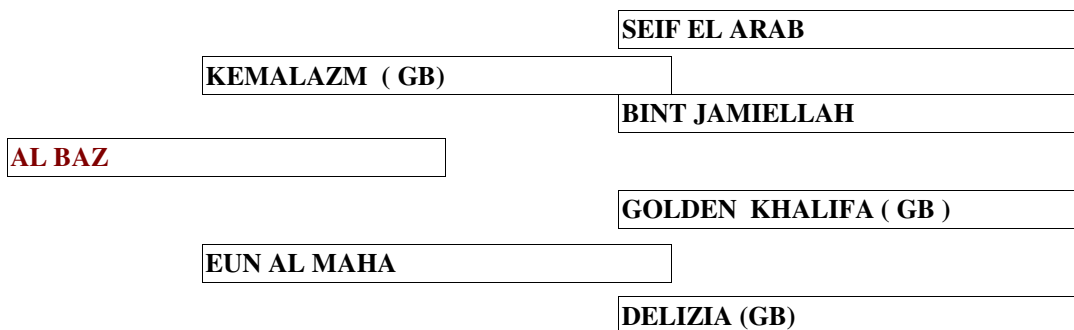 SEIF EL ARAB
KEMALAZM ( GB)
BINT JAMIELLAH
AL BAZ
GOLDEN KHALIFA ( GB )
EUN AL MAHA
DELIZIA (GB)